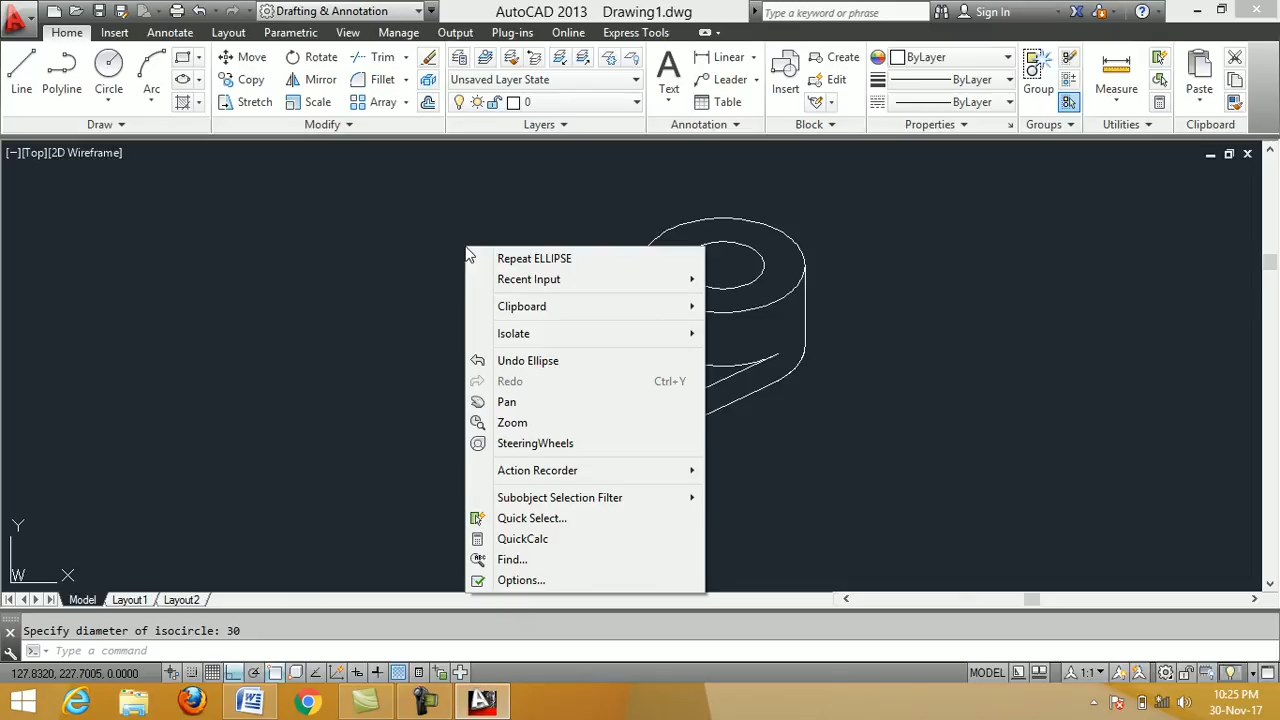 Drafting & Annotation
AutoCAD 2013 Drawing1.dwg
Type a keyword or phrase
Sign In
Home Insert Annotate Layout Parametric View Manage Output Plug-ins Online Express Tools
Line Polyline Circle Arc
Move Rotate Trim
Copy Mirror Fillet
Stretch Scale Array
Unsaved Layer State
0
Text
Linear
Leader
Table
Insert
Create
Edit
ByLayer
ByLayer
ByLayer
Group
Measure
Paste
Draw Modify Layers Annotation Block Properties Groups Utilities Clipboard
[−][Top][2D Wireframe]
Repeat ELLIPSE
Recent Input
Clipboard
Isolate
Undo Ellipse
Redo Ctrl+Y
Pan
Zoom
SteeringWheels
Action Recorder
Subobject Selection Filter
Quick Select...
QuickCalc
Find...
Options...
Y
W X
Model Layout1 Layout2
Specify diameter of isocircle: 30
Type a command
127.8320, 227.7005, 0.0000
MODEL
1:1
10:25 PM
30-Nov-17